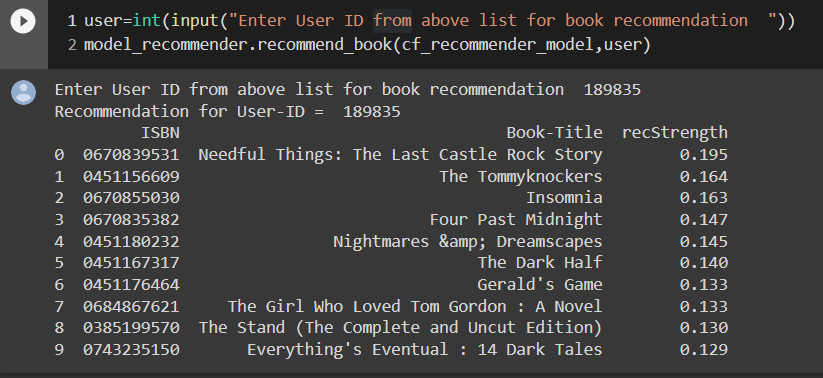 1 user=int(input("Enter User ID from above list for book recommendation  "))
2 model_recommender.recommend_book(cf_recommender_model,user)
Enter User ID from above list for book recommendation  189835
Recommendation for User-ID =  189835
ISBN Book-Title recStrength
0 0670839531 Needful Things: The Last Castle Rock Story 0.195
1 0451156609 The Tommyknockers 0.164
2 0670855030 Insomnia 0.163
3 0670835382 Four Past Midnight 0.147
4 0451180232 Nightmares &amp; Dreamscapes 0.145
5 0451167317 The Dark Half 0.140
6 0451176464 Gerald's Game 0.133
7 0684867621 The Girl Who Loved Tom Gordon : A Novel 0.133
8 0385199570 The Stand (The Complete and Uncut Edition) 0.130
9 0743235150 Everything's Eventual : 14 Dark Tales 0.129